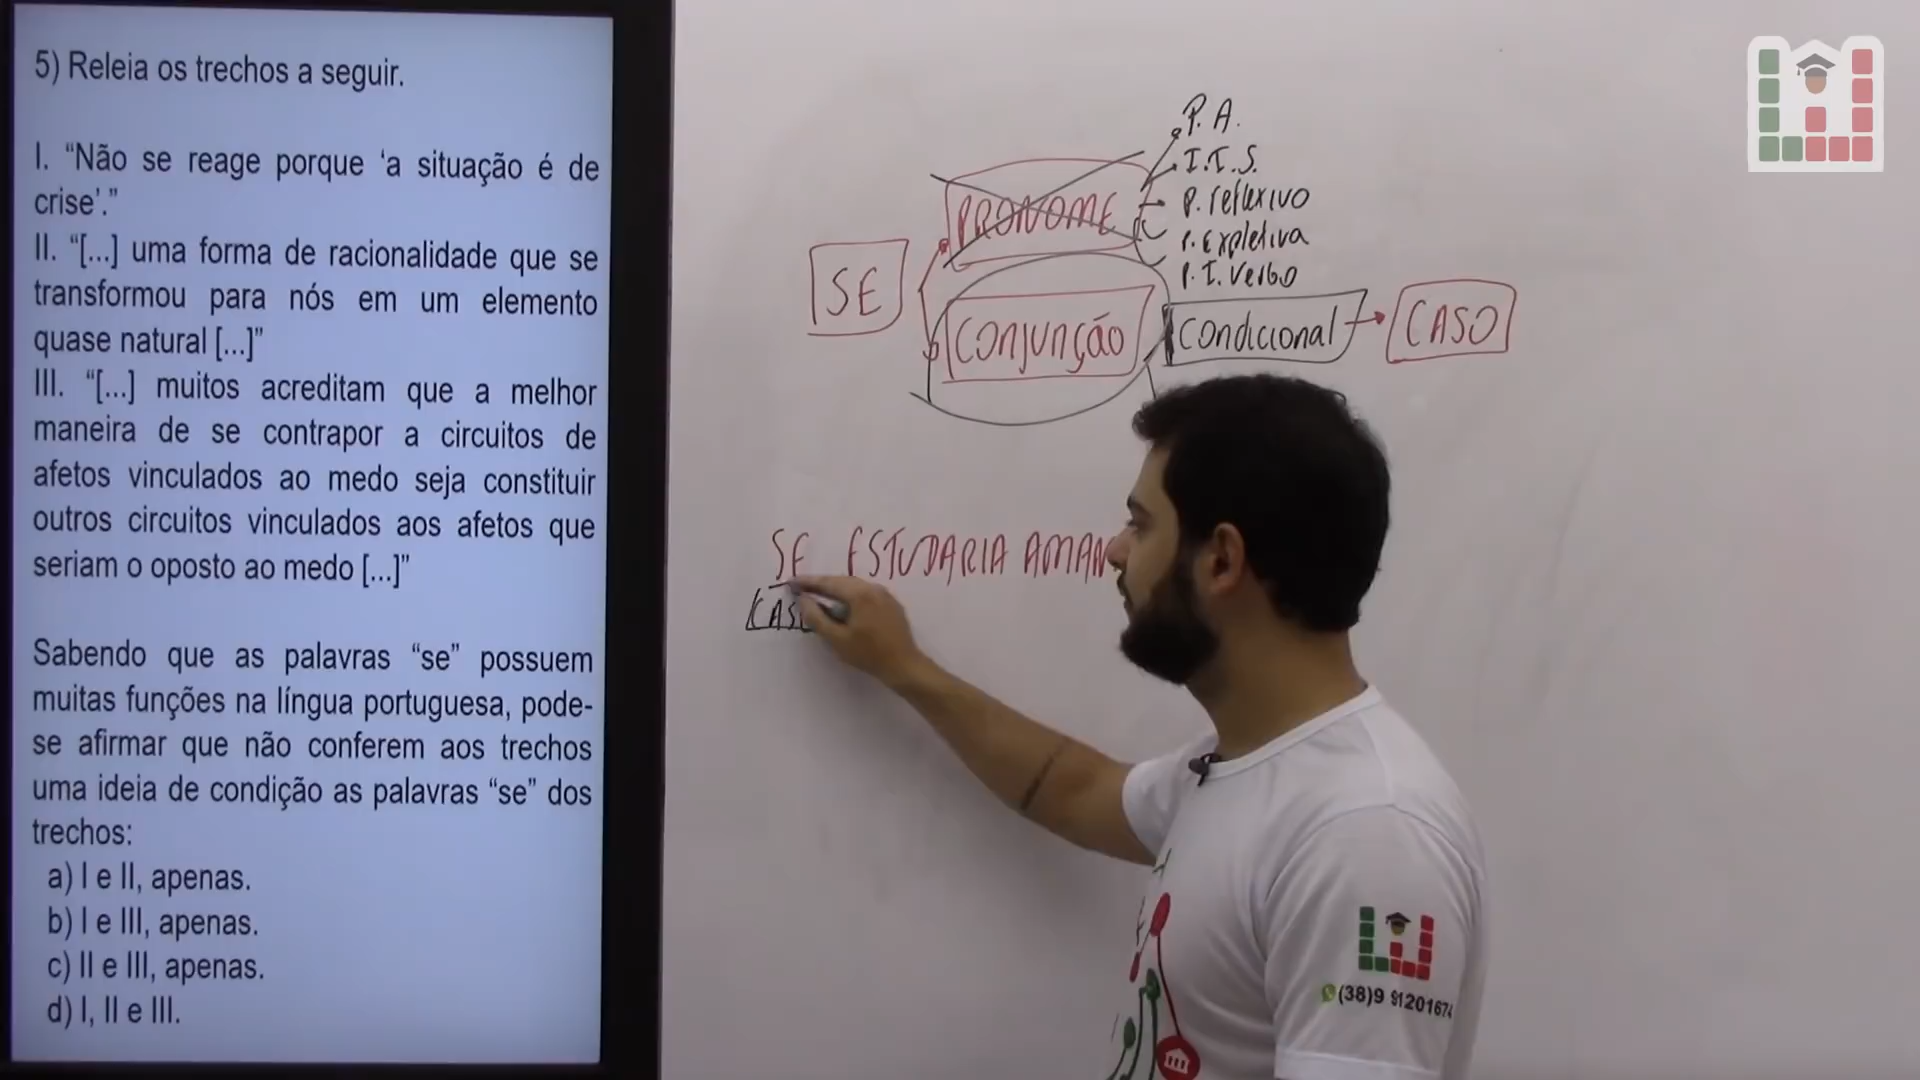 5) Releia os trechos a seguir.
I. “Não se reage porque ‘a situação é de
crise’.”
II. “[...] uma forma de racionalidade que se
transformou para nós em um elemento
quase natural [...]”
III. “[...] muitos acreditam que a melhor
maneira de se contrapor a circuitos de
afetos vinculados ao medo seja constituir
outros circuitos vinculados aos afetos que
seriam o oposto ao medo [...]”
Sabendo que as palavras “se” possuem
muitas funções na língua portuguesa, pode-
se afirmar que não conferem aos trechos
uma ideia de condição as palavras “se” dos
trechos:
a) I e II, apenas.
b) I e III, apenas.
c) II e III, apenas.
d) I, II e III.
P. A.
I.I.S.
PRONOME
P. reflexivo
P. Expletiva
P. I. Verbo
SE
CONJUNÇÃO
CONDICIONAL
CASO
SE ESTUDARIA AMAN
CAS
(38)9 91201674